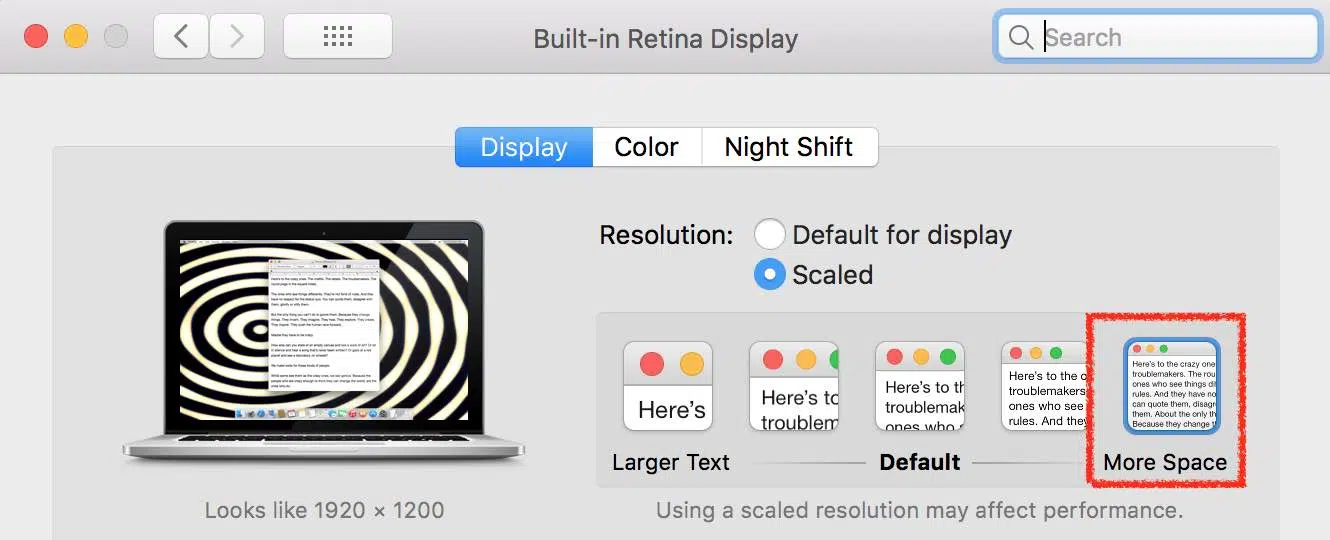 Built-in Retina Display
Search
Display
Color
Night Shift
Resolution:
Default for display
Scaled
Here's
Here's to
troublem
Here's to th
troublemak
ones who
Here's to the
troublemakers
ones who see
rules. And they
Here's to the crazy one
troublemakers. The rou
ones who see things di
rules. And they have no
can quote them, disagr
them. About the only th
Because they change
Larger Text
Default
More Space
Looks like 1920 × 1200
Using a scaled resolution may affect performance.